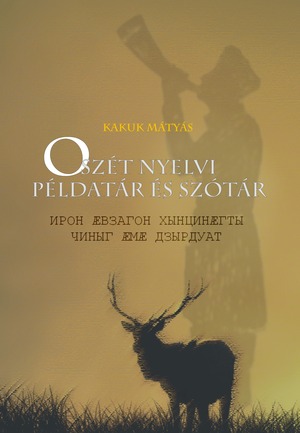 KAKUK MÁTYÁS
OSZÉT NYELVI
PÉLDATÁR ÉS SZÓTÁR
ИРОН ÆВЗАГОН ХЫНЦИНÆГТЫ
ЧИНЫГ ÆМÆ ДЗЫРДУАТ